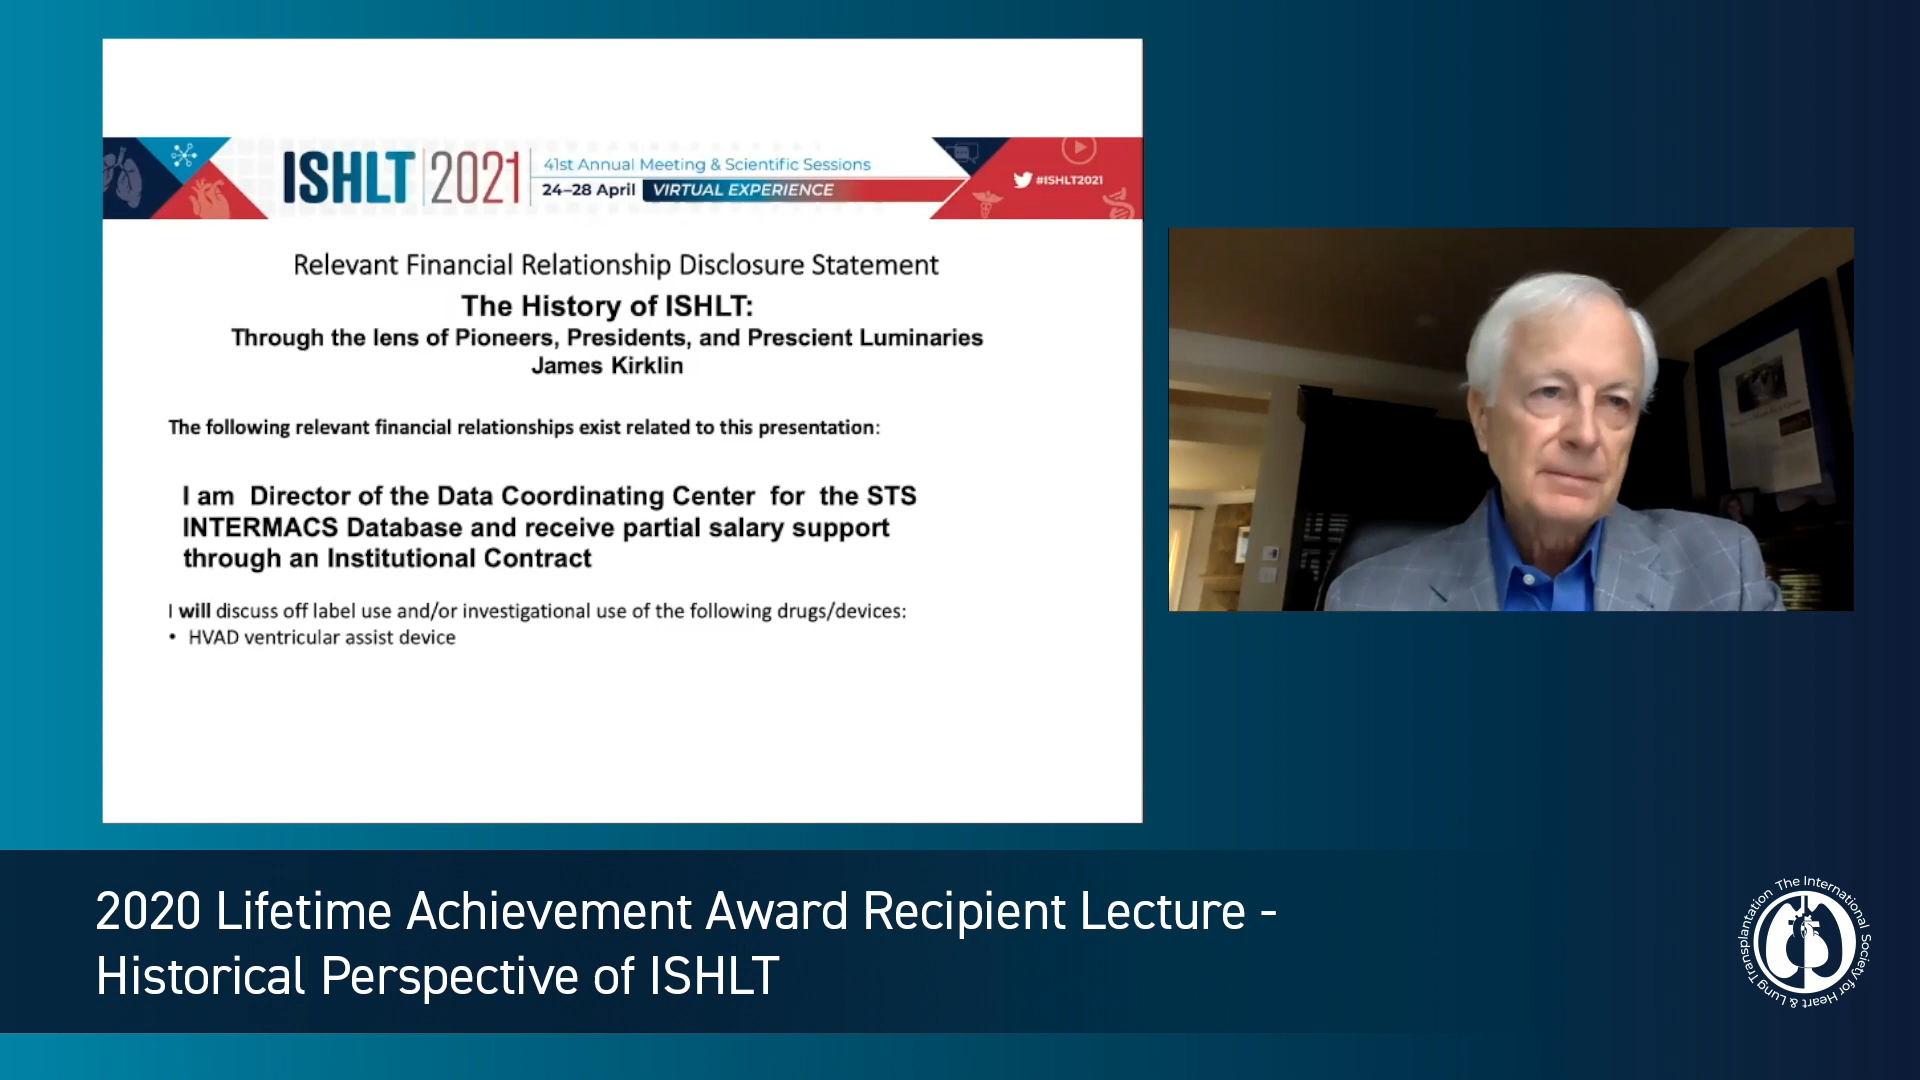 ISHLT 2021
41st Annual Meeting & Scientific Sessions
24–28 April VIRTUAL EXPERIENCE
#ISHLT2021
Relevant Financial Relationship Disclosure Statement
The History of ISHLT:
Through the lens of Pioneers, Presidents, and Prescient Luminaries
James Kirklin
The following relevant financial relationships exist related to this presentation:
I am Director of the Data Coordinating Center for the STS
INTERMACS Database and receive partial salary support
through an Institutional Contract
I will discuss off label use and/or investigational use of the following drugs/devices:
• HVAD ventricular assist device
2020 Lifetime Achievement Award Recipient Lecture -
Historical Perspective of ISHLT
The International Society for Heart & Lung Transplantation